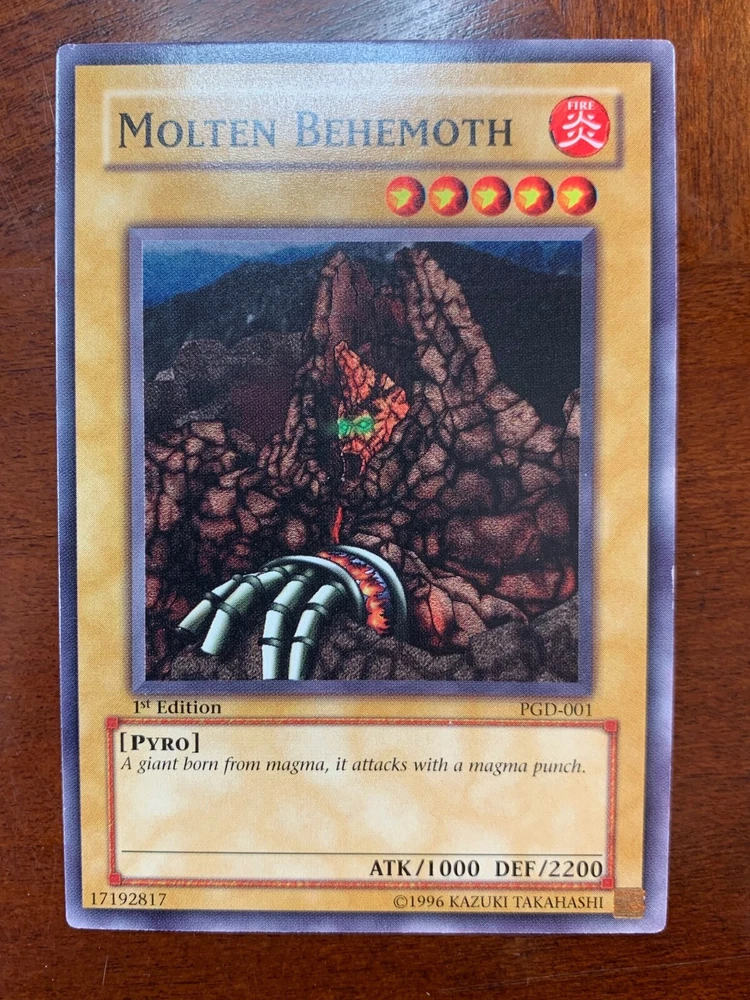 MOLTEN BEHEMOTH
FIRE
炎
1st Edition
PGD-001
[PYRO]
A giant born from magma, it attacks with a magma punch.
ATK/1000 DEF/2200
17192817
©1996 KAZUKI TAKAHASHI